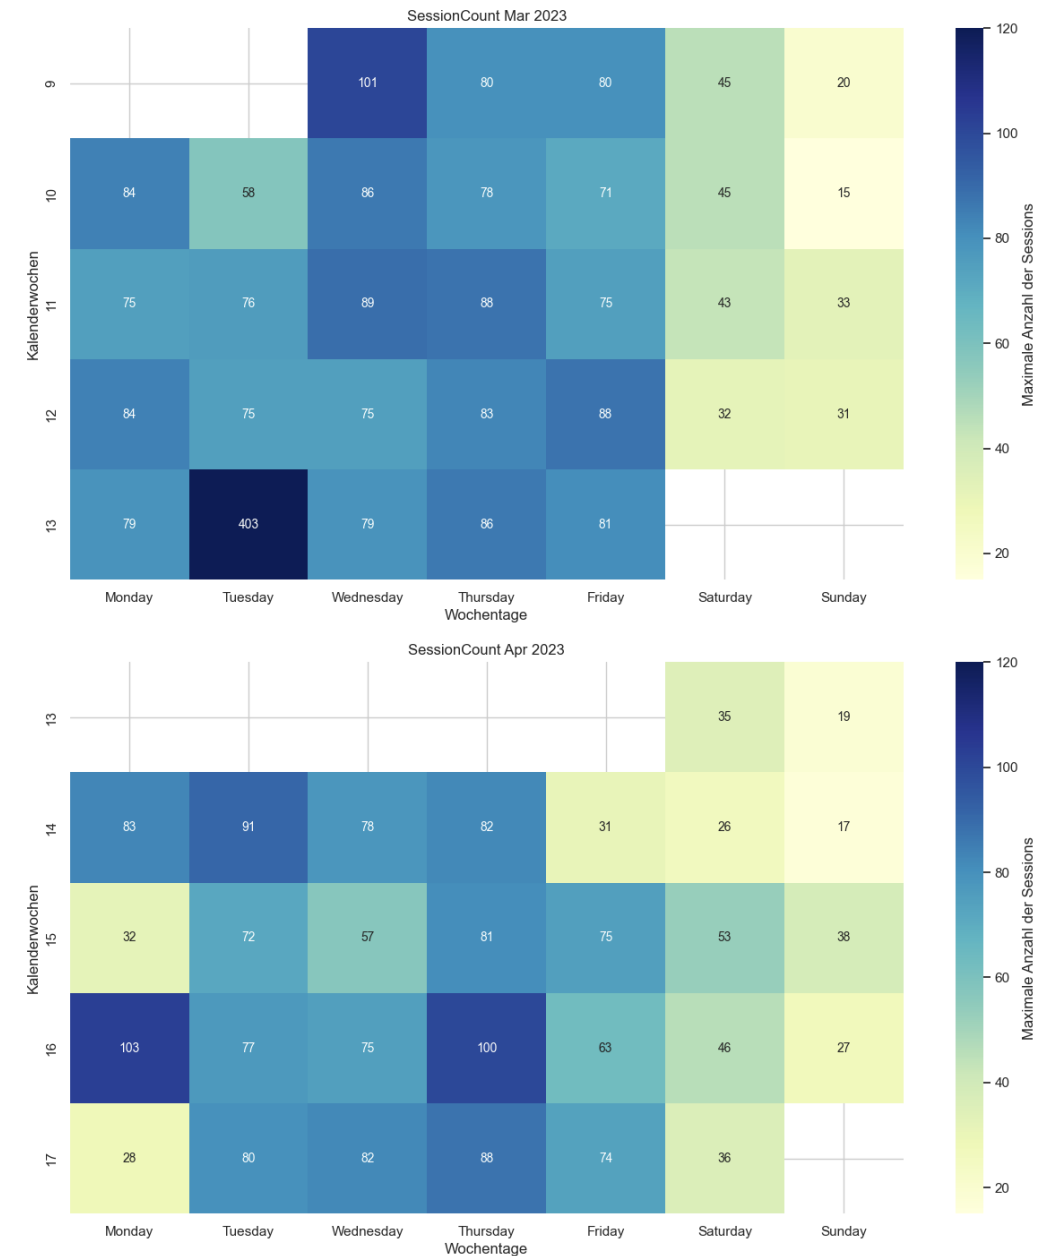 SessionCount Mar 2023
9 101 80 80 45 20
10 84 58 86 78 71 45 15
11 75 76 89 88 75 43 33
12 84 75 75 83 88 32 31
13 79 403 79 86 81
Monday Tuesday Wednesday Thursday Friday Saturday Sunday
Wochentage
Kalenderwochen
120
100
80
60
40
20
Maximale Anzahl der Sessions
SessionCount Apr 2023
13 35 19
14 83 91 78 82 31 26 17
15 32 72 57 81 75 53 38
16 103 77 75 100 63 46 27
17 28 80 82 88 74 36
Monday Tuesday Wednesday Thursday Friday Saturday Sunday
Wochentage
Kalenderwochen
120
100
80
60
40
20
Maximale Anzahl der Sessions